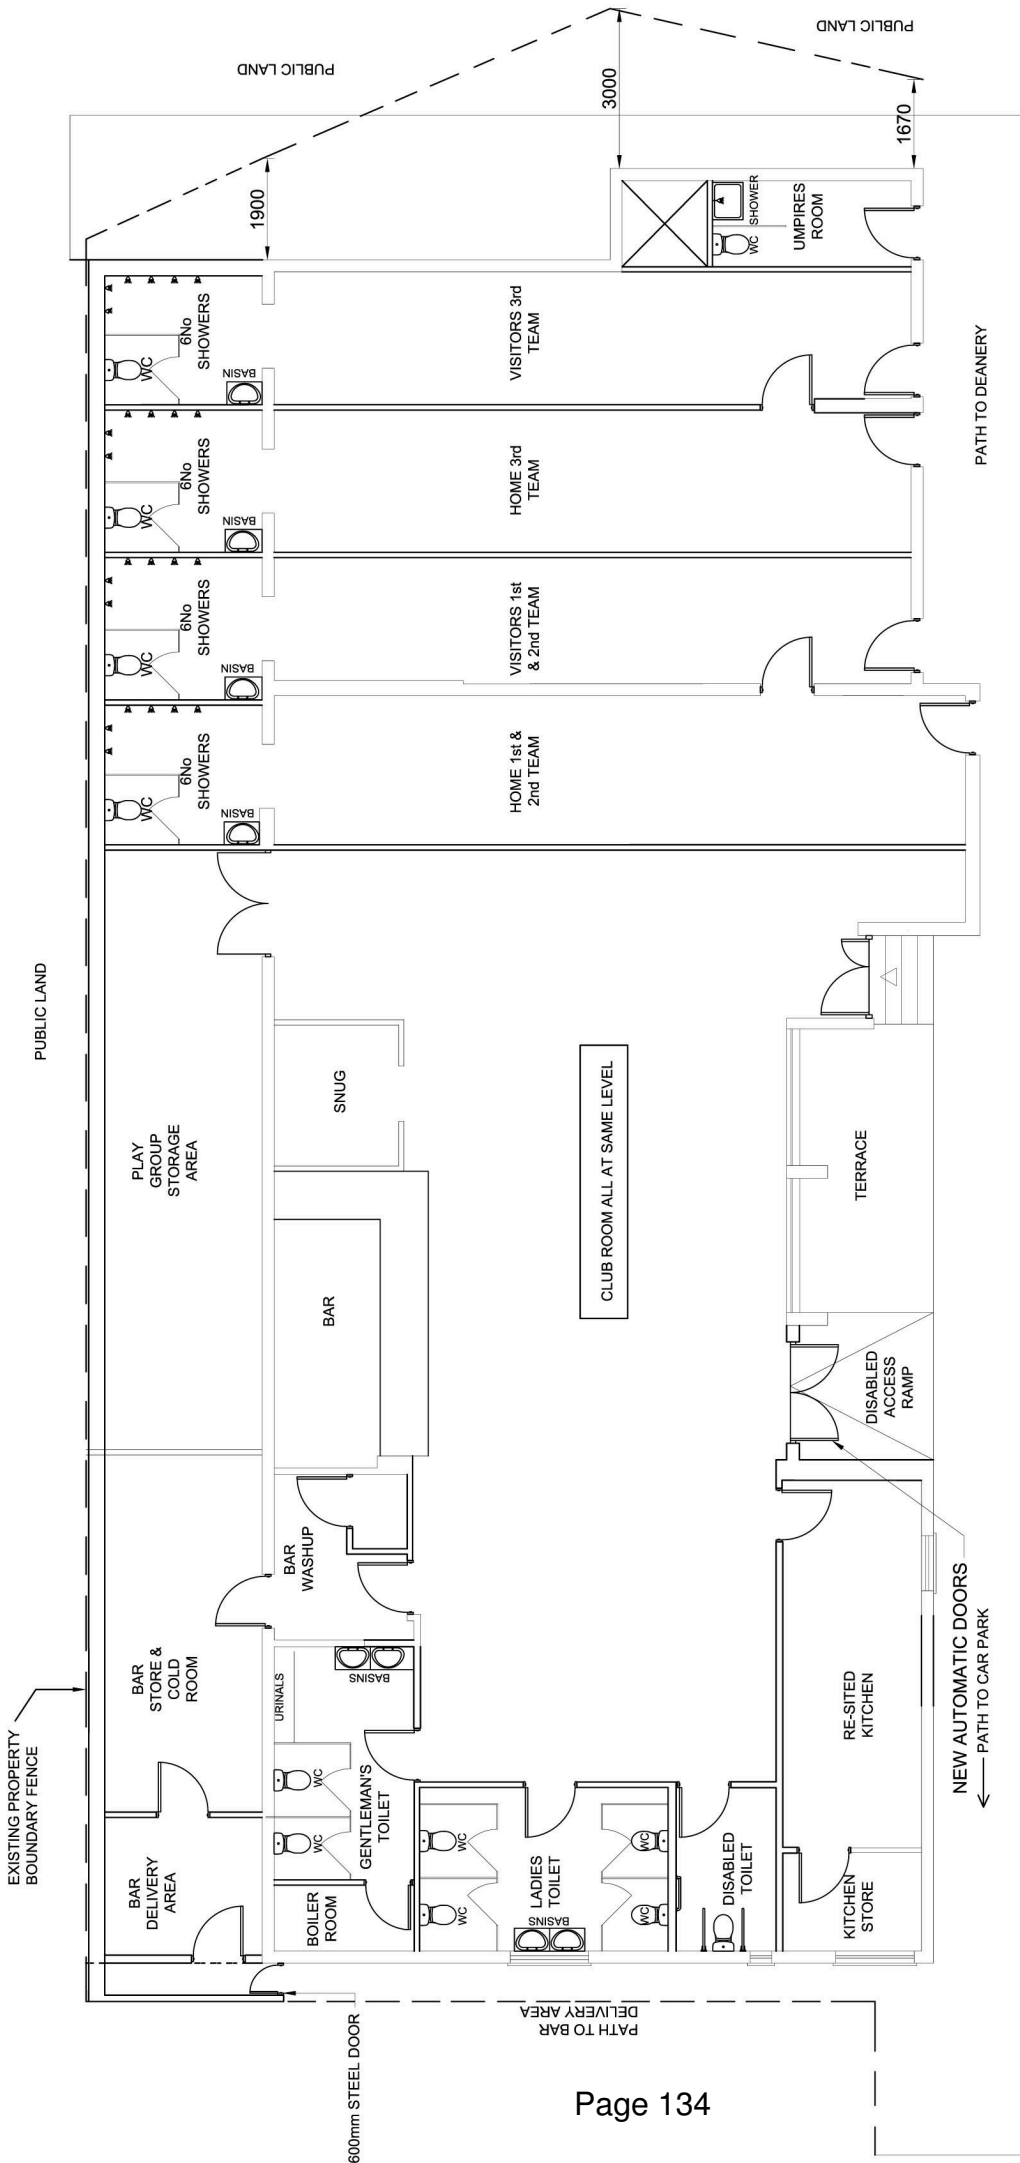 EXISTING PROPERTY
BOUNDARY FENCE
PUBLIC LAND
PUBLIC LAND
PUBLIC LAND
600mm STEEL DOOR
BAR
DELIVERY
AREA
BAR
STORE &
COLD
ROOM
PLAY
GROUP
STORAGE
AREA
6No
SHOWERS
WC
BASIN
6No
SHOWERS
WC
BASIN
6No
SHOWERS
WC
BASIN
6No
SHOWERS
WC
BASIN
1900
3000
1670
BOILER
ROOM
WC
WC
URINALS
GENTLEMAN'S
TOILET
BASINS
BAR
WASHUP
BAR
SNUG
HOME 1st &
2nd TEAM
VISITORS 1st
& 2nd TEAM
HOME 3rd
TEAM
VISITORS 3rd
TEAM
WC
SHOWER
UMPIRES
ROOM
PATH TO BAR
DELIVERY AREA
WC
WC
LADIES
TOILET
BASINS
WC
WC
CLUB ROOM ALL AT SAME LEVEL
DISABLED
TOILET
KITCHEN
STORE
RE-SITED
KITCHEN
DISABLED
ACCESS
RAMP
TERRACE
NEW AUTOMATIC DOORS
PATH TO CAR PARK
PATH TO DEANERY
Page 134